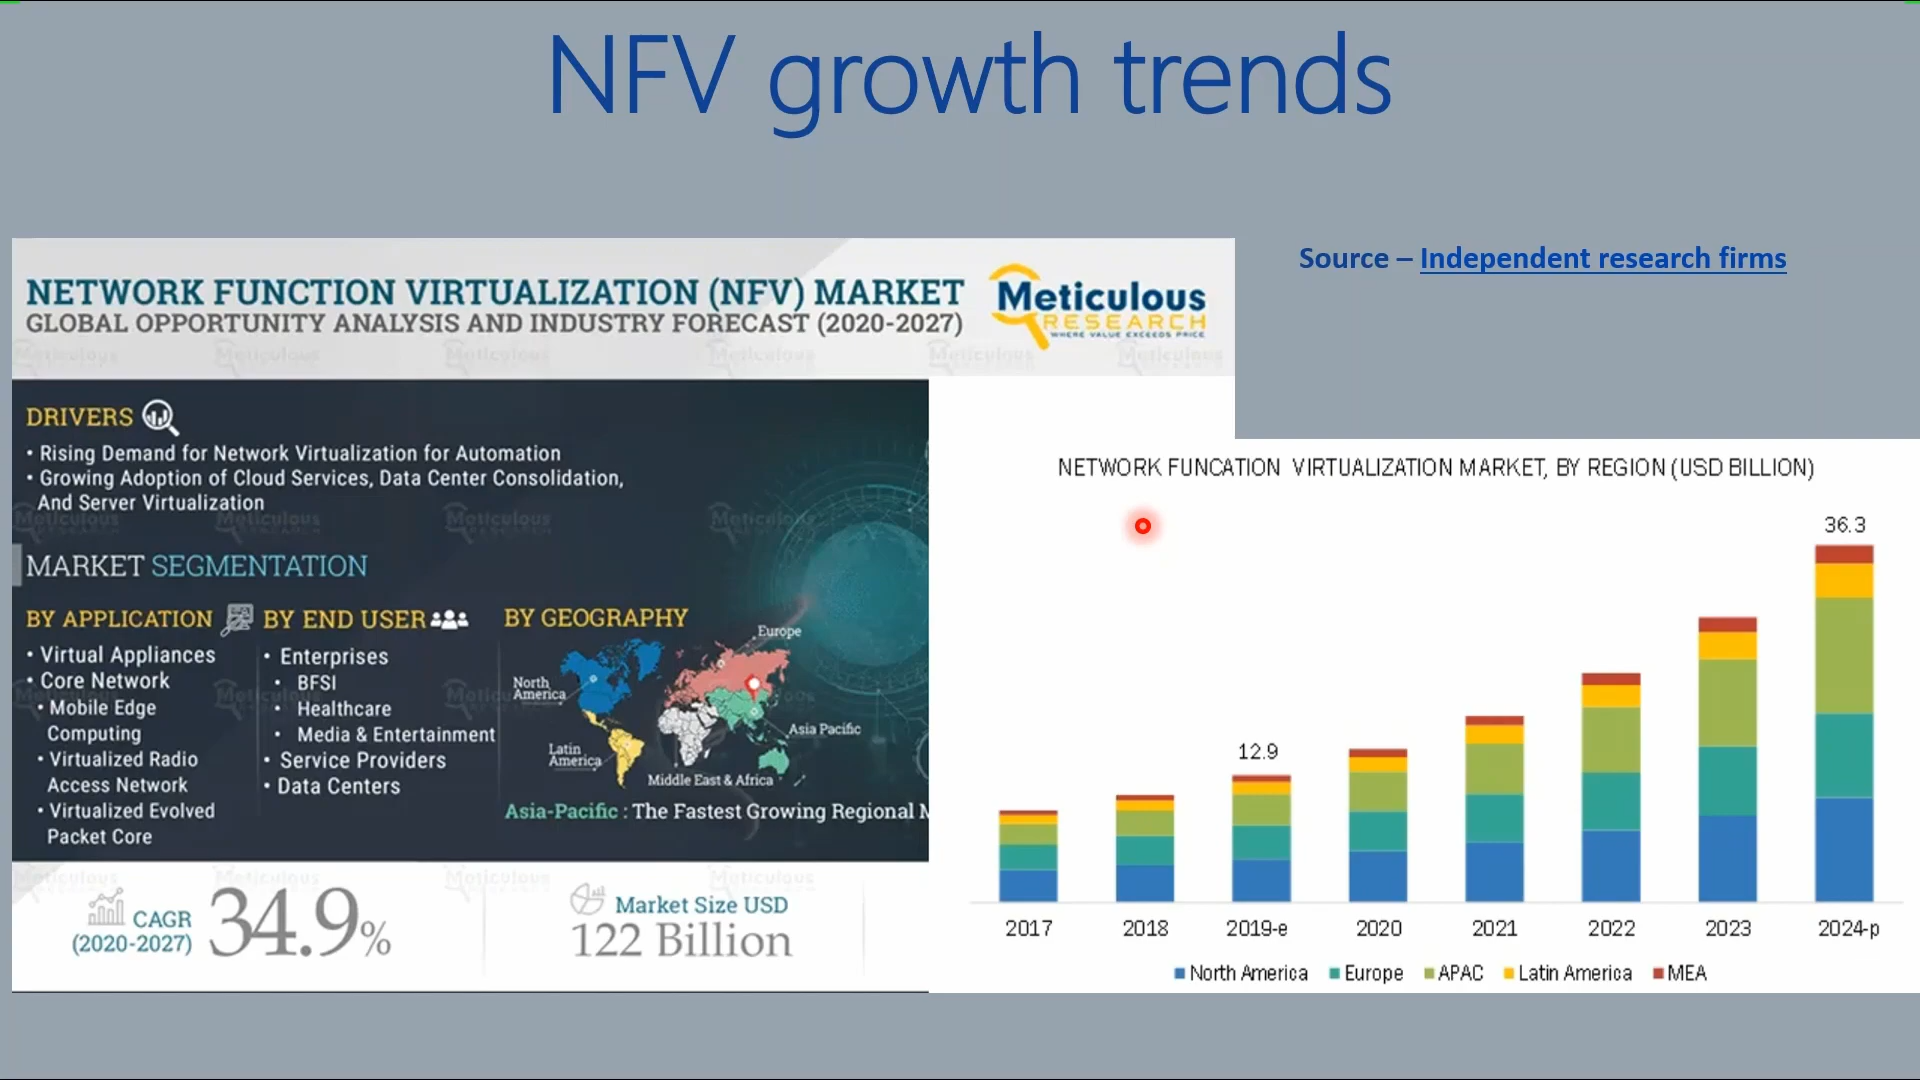 NFV growth trends
Source – Independent research firms
NETWORK FUNCTION VIRTUALIZATION (NFV) MARKET
GLOBAL OPPORTUNITY ANALYSIS AND INDUSTRY FORECAST (2020-2027)
Meticulous
RESEARCH
WHERE VALUE EXCEEDS PRICE
DRIVERS
• Rising Demand for Network Virtualization for Automation
• Growing Adoption of Cloud Services, Data Center Consolidation,
And Server Virtualization
MARKET SEGMENTATION
BY APPLICATION
• Virtual Appliances
• Core Network
• Mobile Edge
Computing
• Virtualized Radio
Access Network
• Virtualized Evolved
Packet Core
BY END USER
• Enterprises
• BFSI
• Healthcare
• Media & Entertainment
• Service Providers
• Data Centers
BY GEOGRAPHY
Europe
North
America
Asia Pacific
Latin
America
Middle East & Africa
Asia-Pacific : The Fastest Growing Regional M
CAGR
(2020-2027)
34.9%
Market Size USD
122 Billion
NETWORK FUNCATION VIRTUALIZATION MARKET, BY REGION (USD BILLION)
36.3
12.9
2017 2018 2019-e 2020 2021 2022 2023 2024-p
North America Europe APAC Latin America MEA